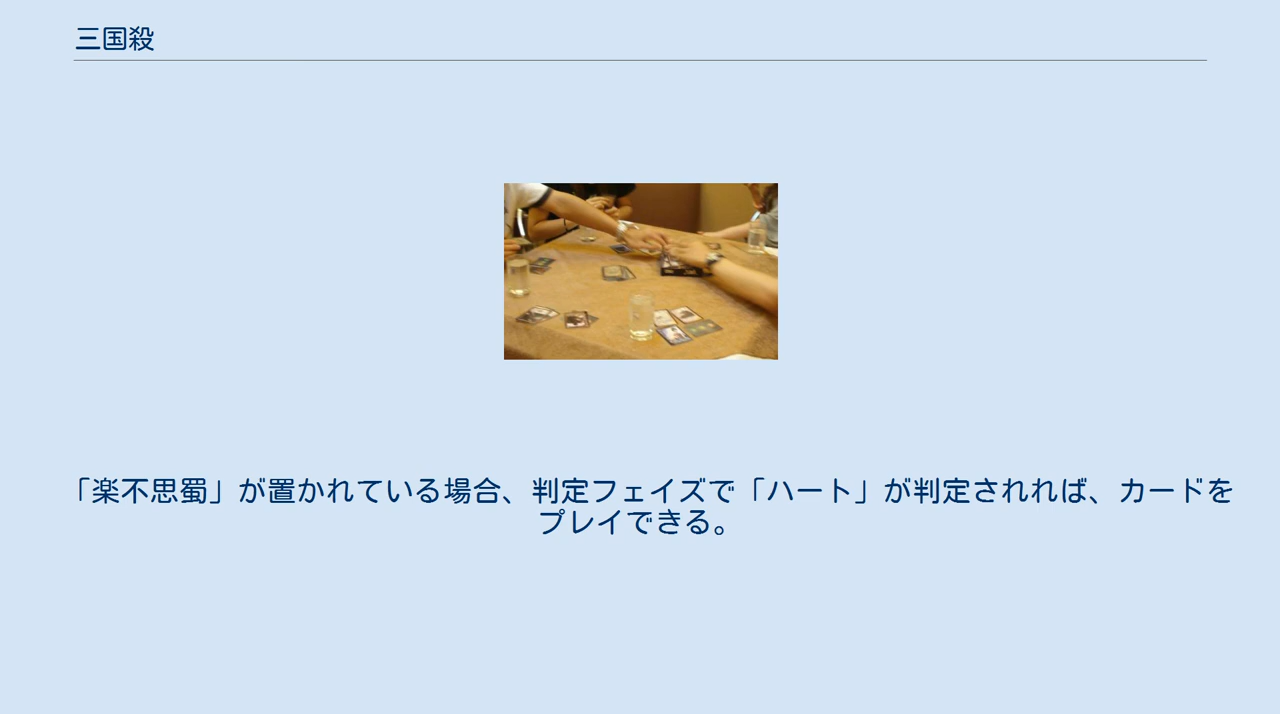 三国殺
「楽不思蜀」が置かれている場合、判定フェイズで「ハート」が判定されれば、カードを
プレイできる。